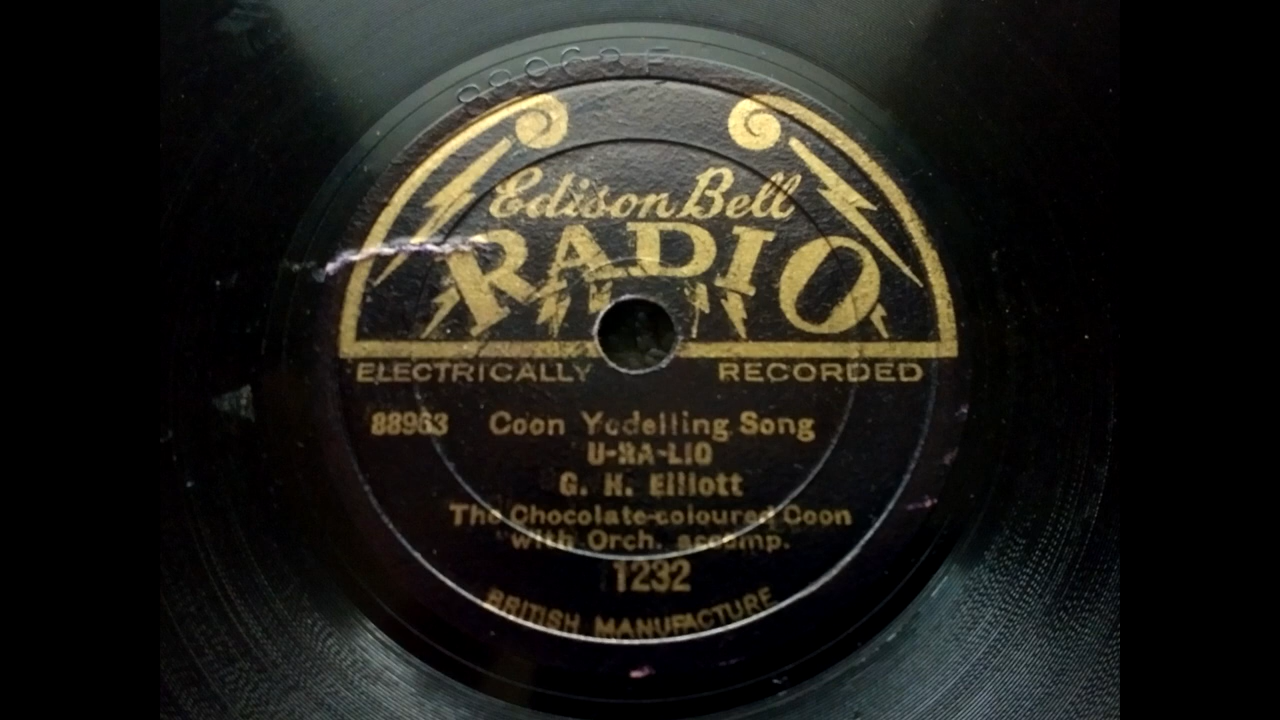 88963 F
Edison Bell
RADIO
ELECTRICALLY RECORDED
88963 Coon Yodelling Song
U-RA-LIO
G. H. Elliott
The Chocolate-coloured Coon
with Orch. accomp.
1232
BRITISH MANUFACTURE